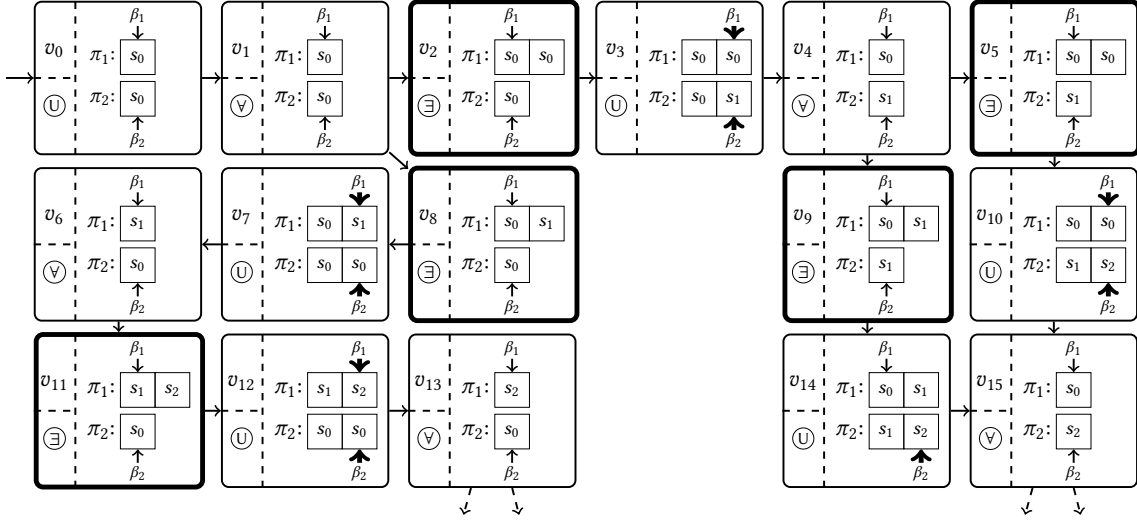 β₁
v₀
π₁: s₀
π₂: s₀
U
β₂
β₁
v₁
π₁: s₀
π₂: s₀
∀
β₂
β₁
v₂
π₁: s₀ s₀
π₂: s₀
∃
β₂
β₁
v₃
π₁: s₀ s₀
π₂: s₀ s₁
U
β₂
β₁
v₄
π₁: s₀
π₂: s₁
∀
β₂
β₁
v₅
π₁: s₀ s₀
π₂: s₁
∃
β₂
β₁
v₆
π₁: s₁
π₂: s₀
∀
β₂
β₁
v₇
π₁: s₀ s₁
π₂: s₀ s₀
U
β₂
β₁
v₈
π₁: s₀ s₁
π₂: s₀
∃
β₂
β₁
v₉
π₁: s₀ s₁
π₂: s₁
∃
β₂
β₁
v₁₀
π₁: s₀ s₀
π₂: s₁ s₂
U
β₂
β₁
v₁₁
π₁: s₁ s₂
π₂: s₀
∃
β₂
β₁
v₁₂
π₁: s₁ s₂
π₂: s₀ s₀
U
β₂
β₁
v₁₃
π₁: s₂
π₂: s₀
∀
β₂
v₁₄
π₁: s₀ s₁
π₂: s₁ s₂
U
β₂
β₁
v₁₅
π₁: s₀
π₂: s₂
∀
β₂